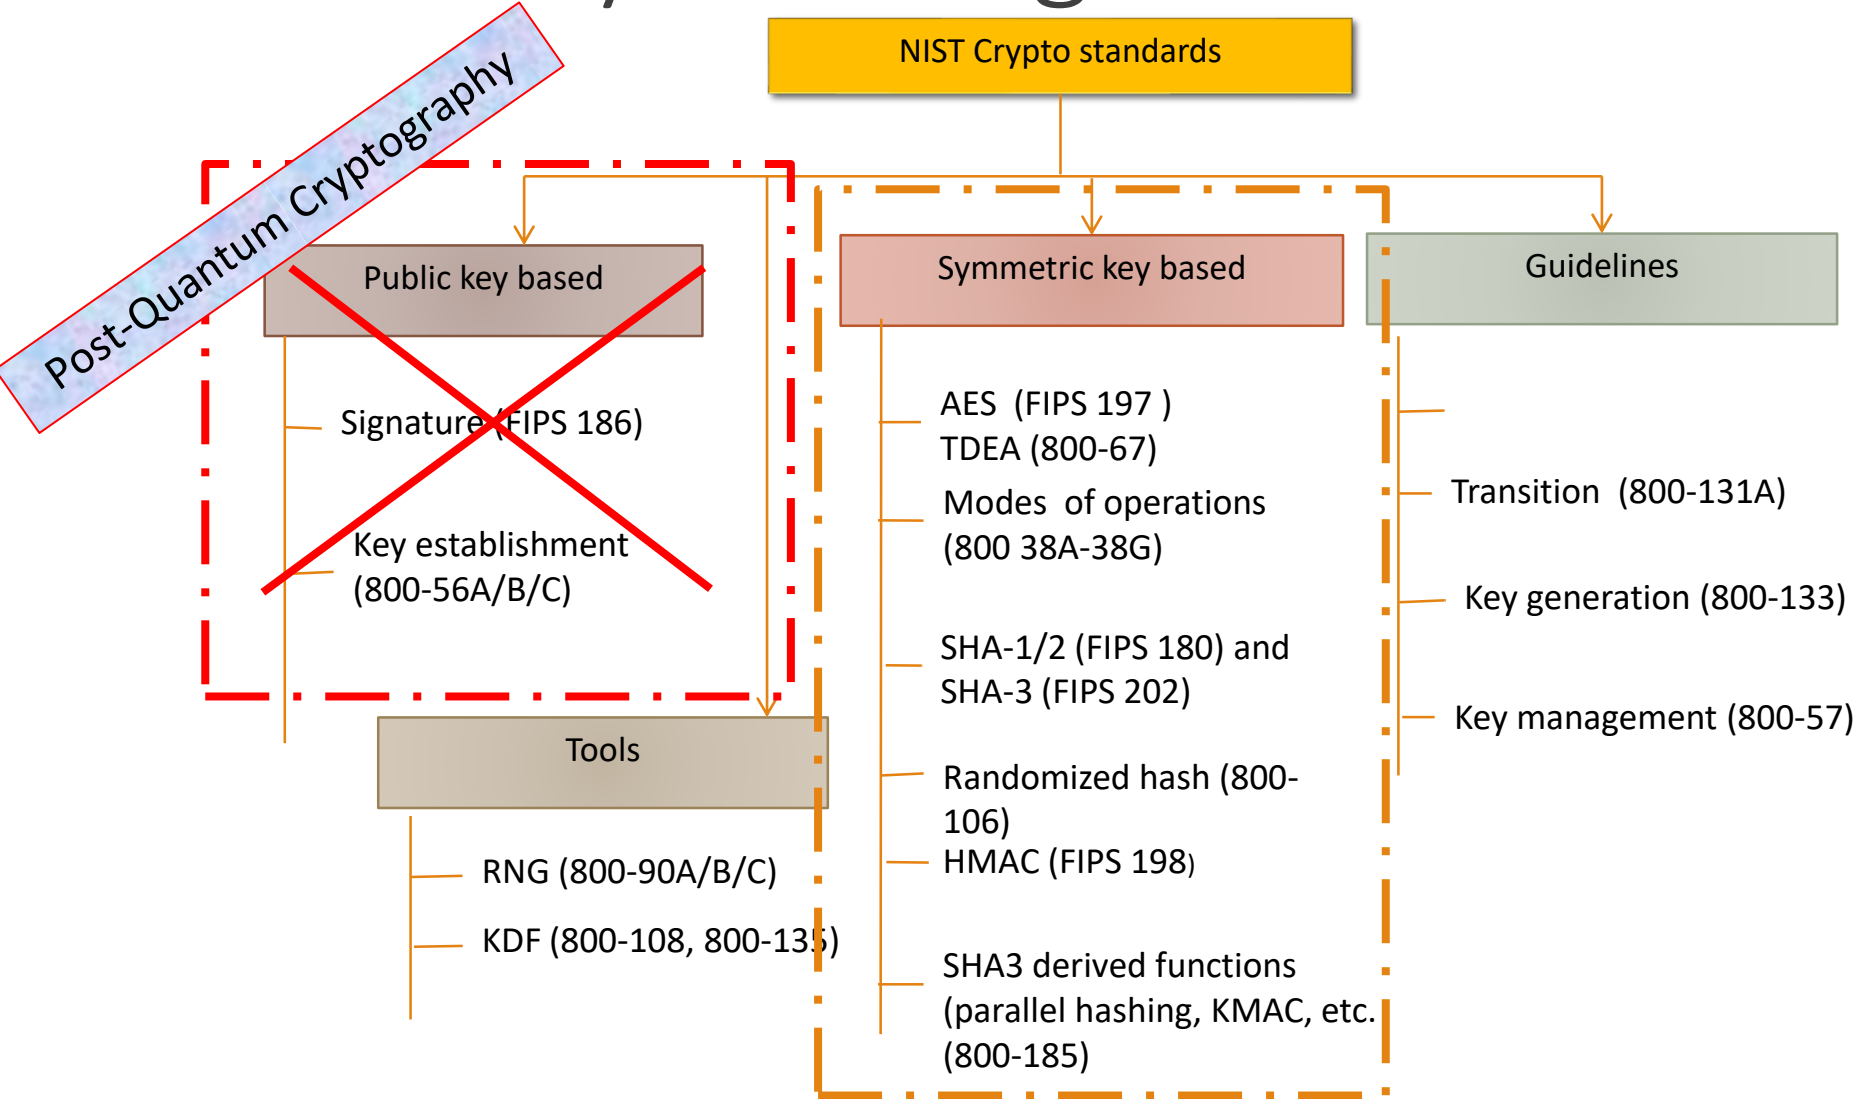 NIST Crypto standards
Post-Quantum Cryptography
Public key based
Signature (FIPS 186)
Key establishment
(800-56A/B/C)
Tools
RNG (800-90A/B/C)
KDF (800-108, 800-135)
Symmetric key based
AES (FIPS 197 )
TDEA (800-67)
Modes of operations
(800 38A-38G)
SHA-1/2 (FIPS 180) and
SHA-3 (FIPS 202)
Randomized hash (800-
106)
HMAC (FIPS 198)
SHA3 derived functions
(parallel hashing, KMAC, etc.
(800-185)
Guidelines
Transition (800-131A)
Key generation (800-133)
Key management (800-57)